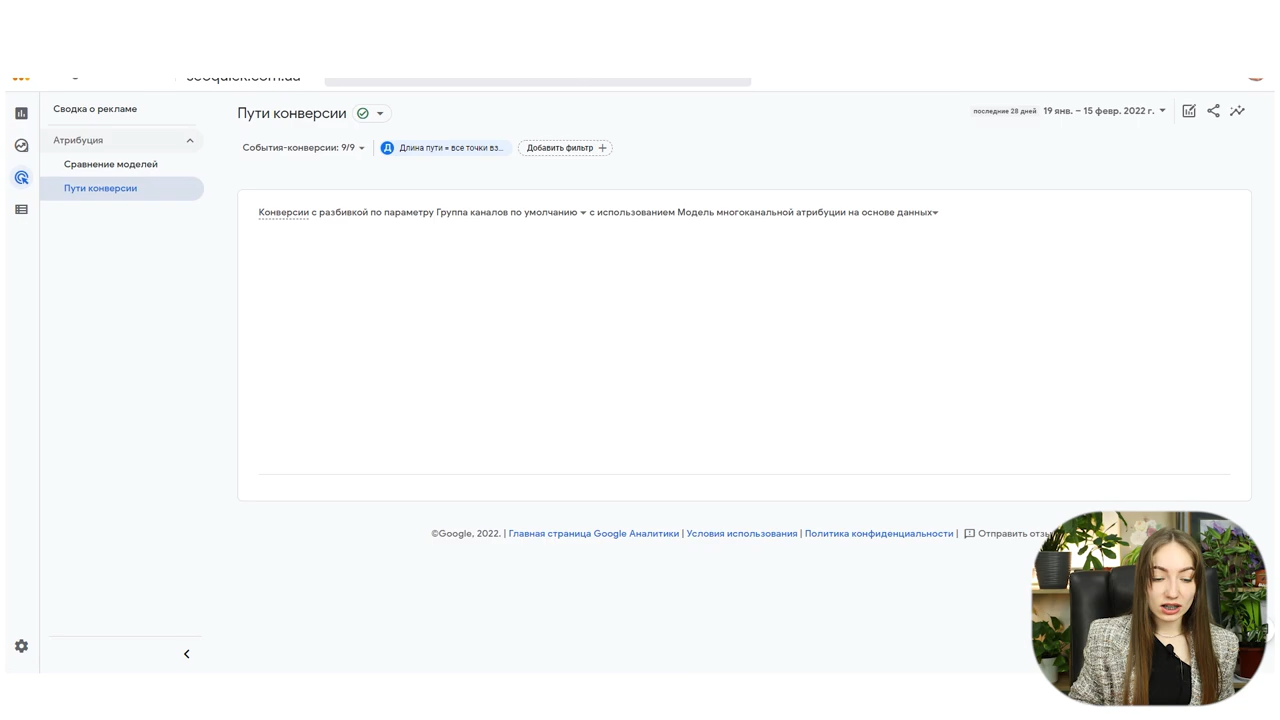 seoquick.com.ua
Сводка о рекламе
Пути конверсии
последние 28 дней 19 янв. – 15 февр. 2022 г.
Атрибуция
События-конверсии: 9/9
Д Длина пути = все точки вз...
Добавить фильтр
Сравнение моделей
Пути конверсии
Конверсии с разбивкой по параметру Группа каналов по умолчанию с использованием Модель многоканальной атрибуции на основе данных
©Google, 2022. | Главная страница Google Аналитики | Условия использования | Политика конфиденциальности | Отправить отзы